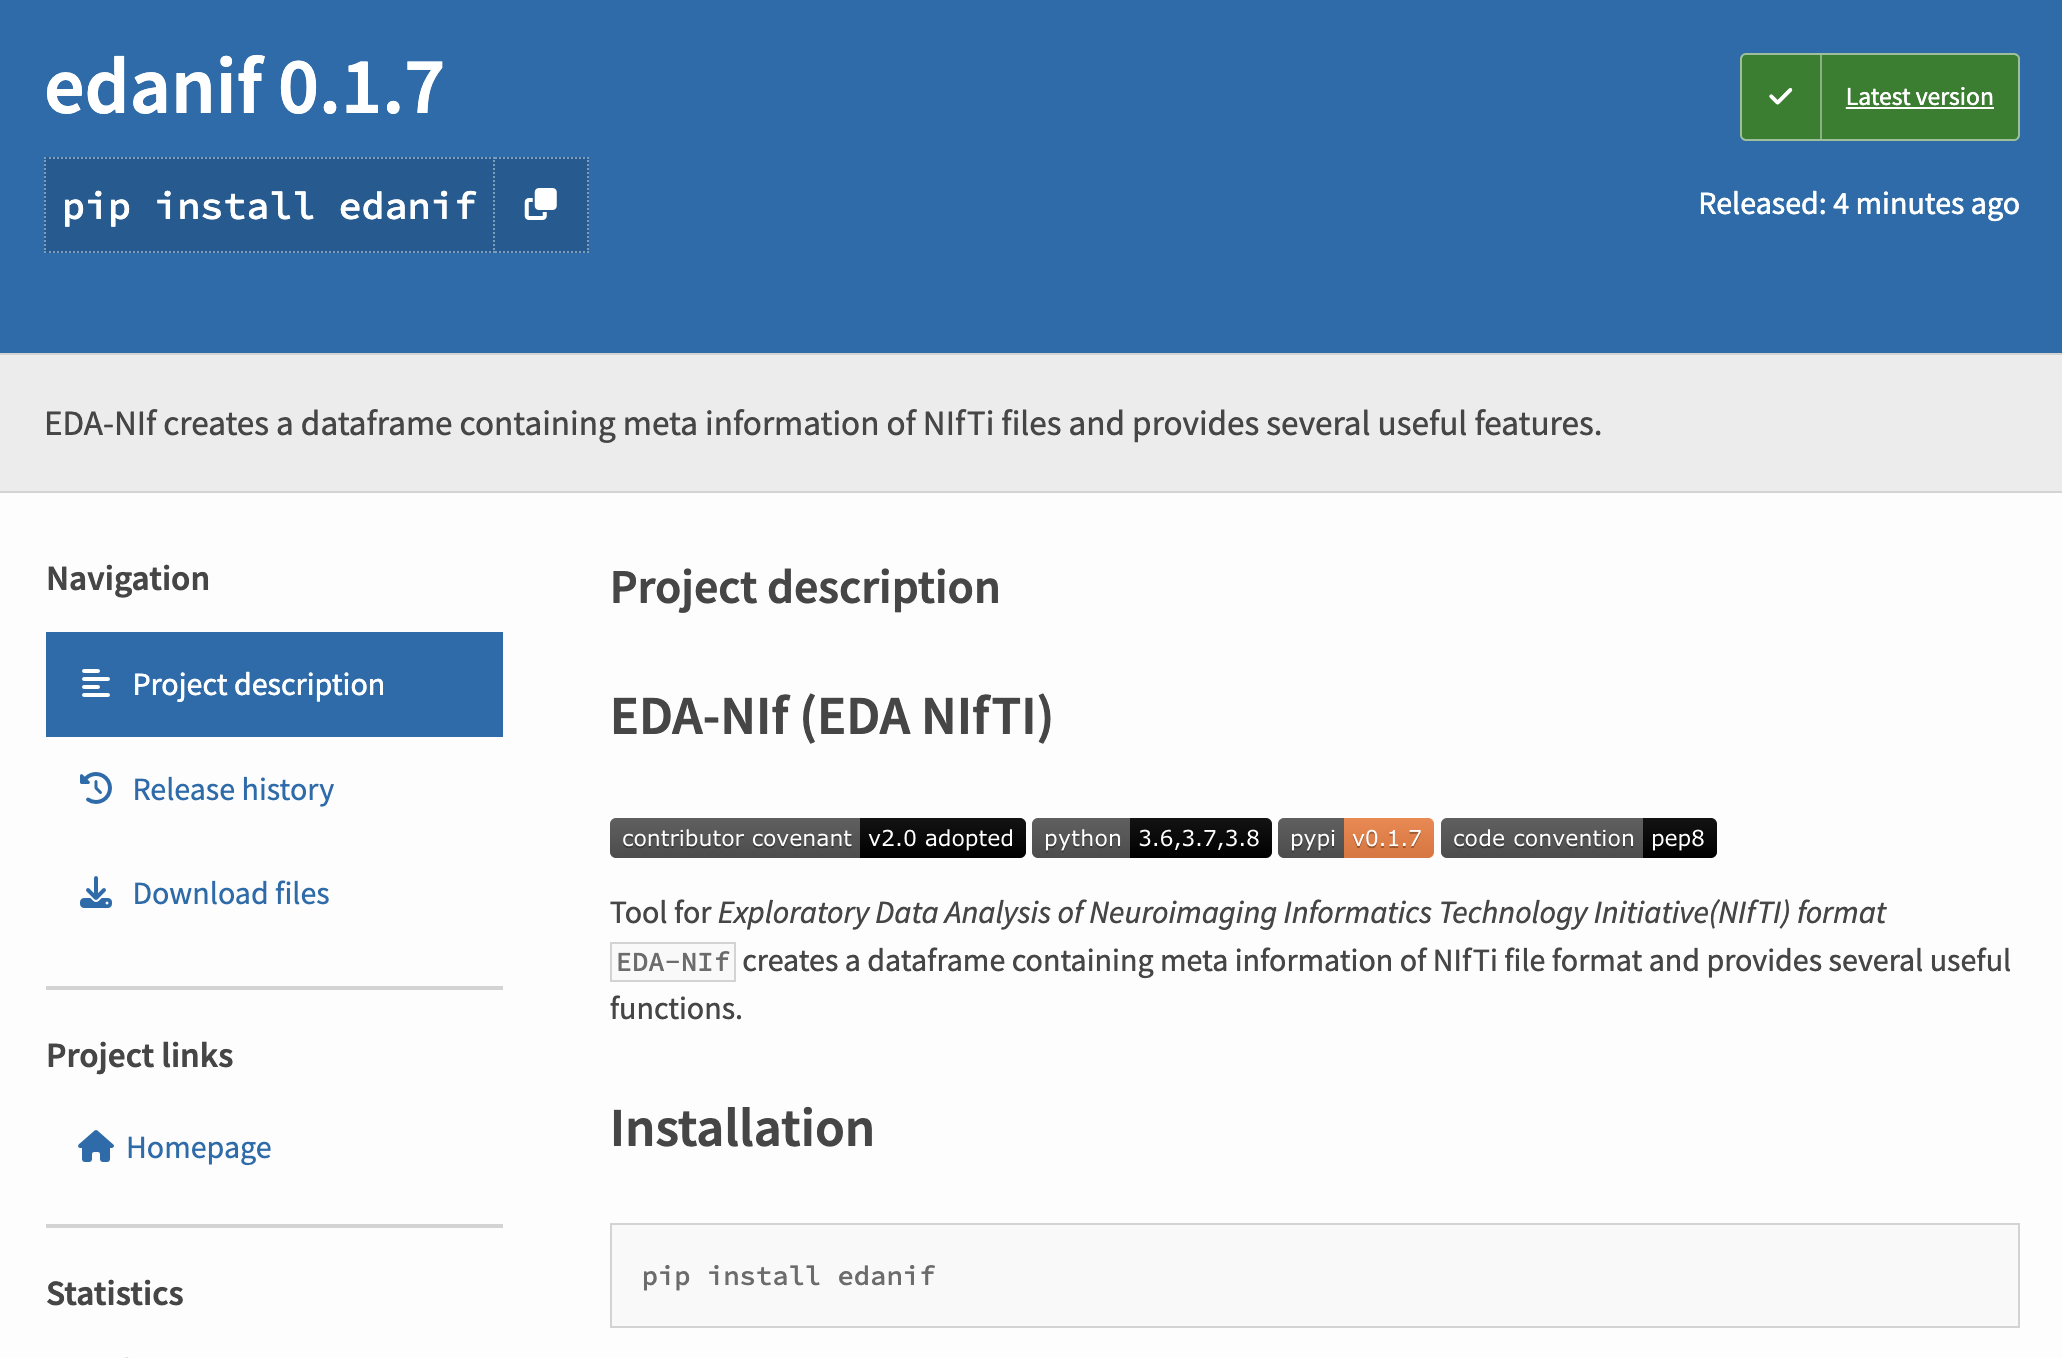 edanif 0.1.7
pip install edanif
Latest version
Released: 4 minutes ago
EDA-NIf creates a dataframe containing meta information of NIfTi files and provides several useful features.
Navigation
Project description
Release history
Download files
Project links
Homepage
Statistics
Project description
EDA-NIf (EDA NIfTI)
contributor covenant v2.0 adopted python 3.6,3.7,3.8 pypi v0.1.7 code convention pep8
Tool for Exploratory Data Analysis of Neuroimaging Informatics Technology Initiative(NIfTI) format
EDA-NIf creates a dataframe containing meta information of NIfTi file format and provides several useful
functions.
Installation
pip install edanif